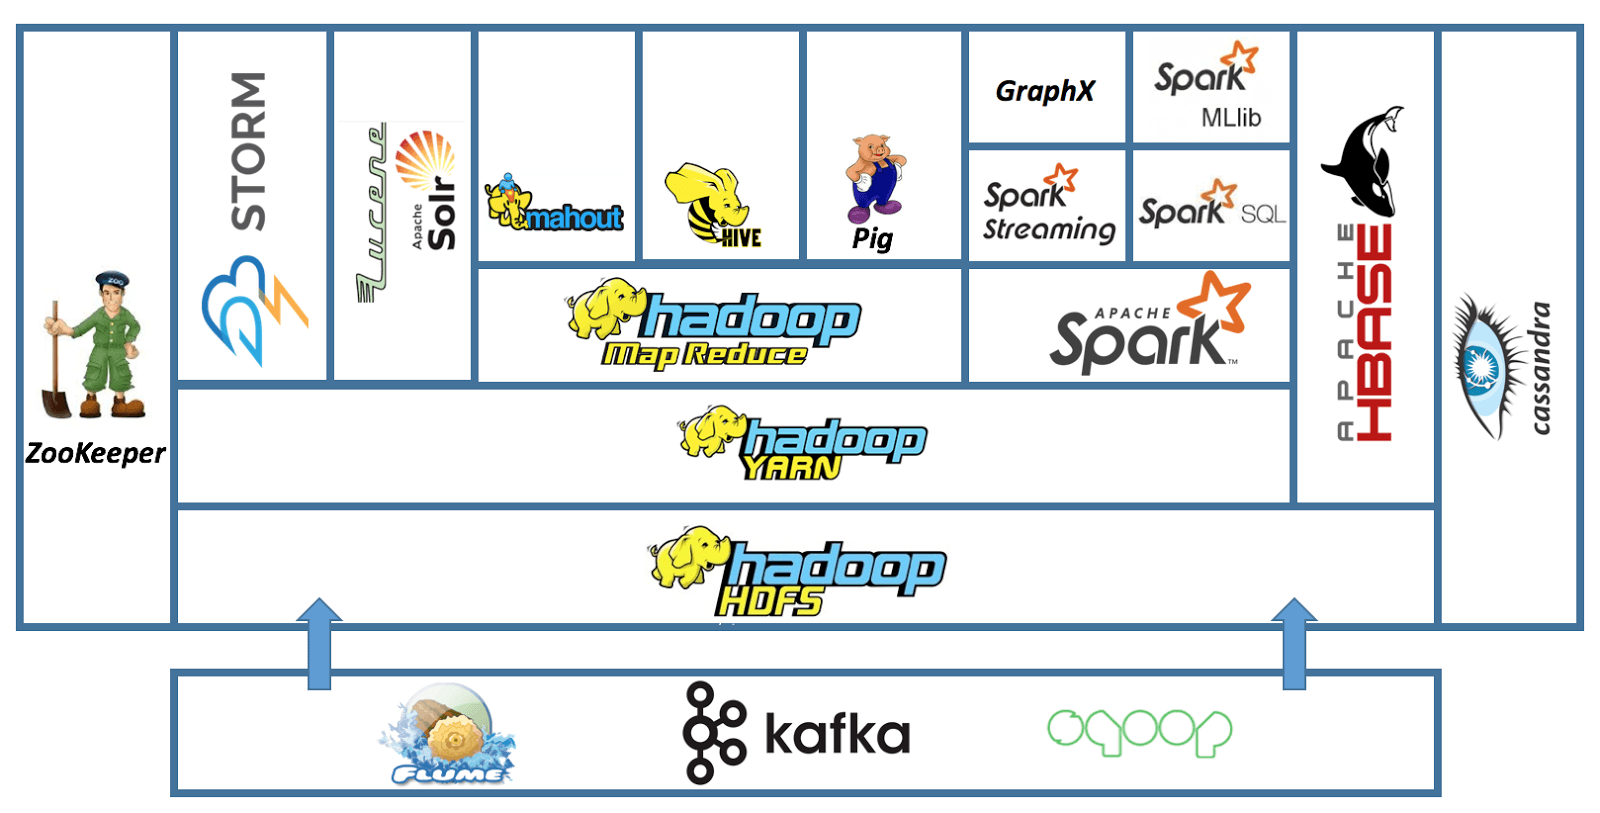 ZOO
ZooKeeper
STORM
Lucene
Apache
Solr
mahout
HIVE
Pig
GraphX
Spark
MLlib
Spark
Streaming
Spark SQL
hadoop
Map Reduce
APACHE
Spark™
APACHE
HBASE
cassandra
hadoop
YARN
hadoop
HDFS
FLUME
kafka
sqoop